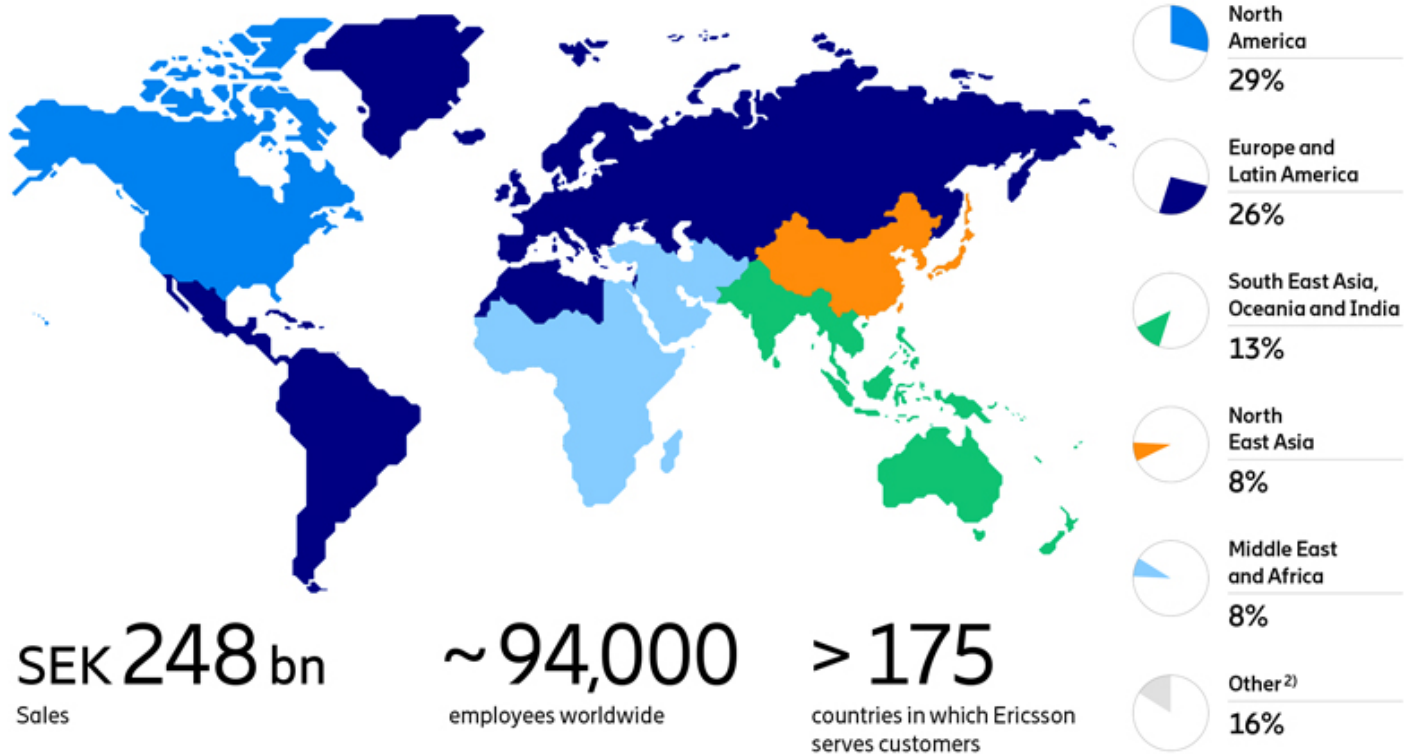 North
America
29%
Europe and
Latin America
26%
South East Asia,
Oceania and India
13%
North
East Asia
8%
Middle East
and Africa
8%
Other 2)
16%
SEK 248 bn
Sales
~94,000
employees worldwide
> 175
countries in which Ericsson
serves customers